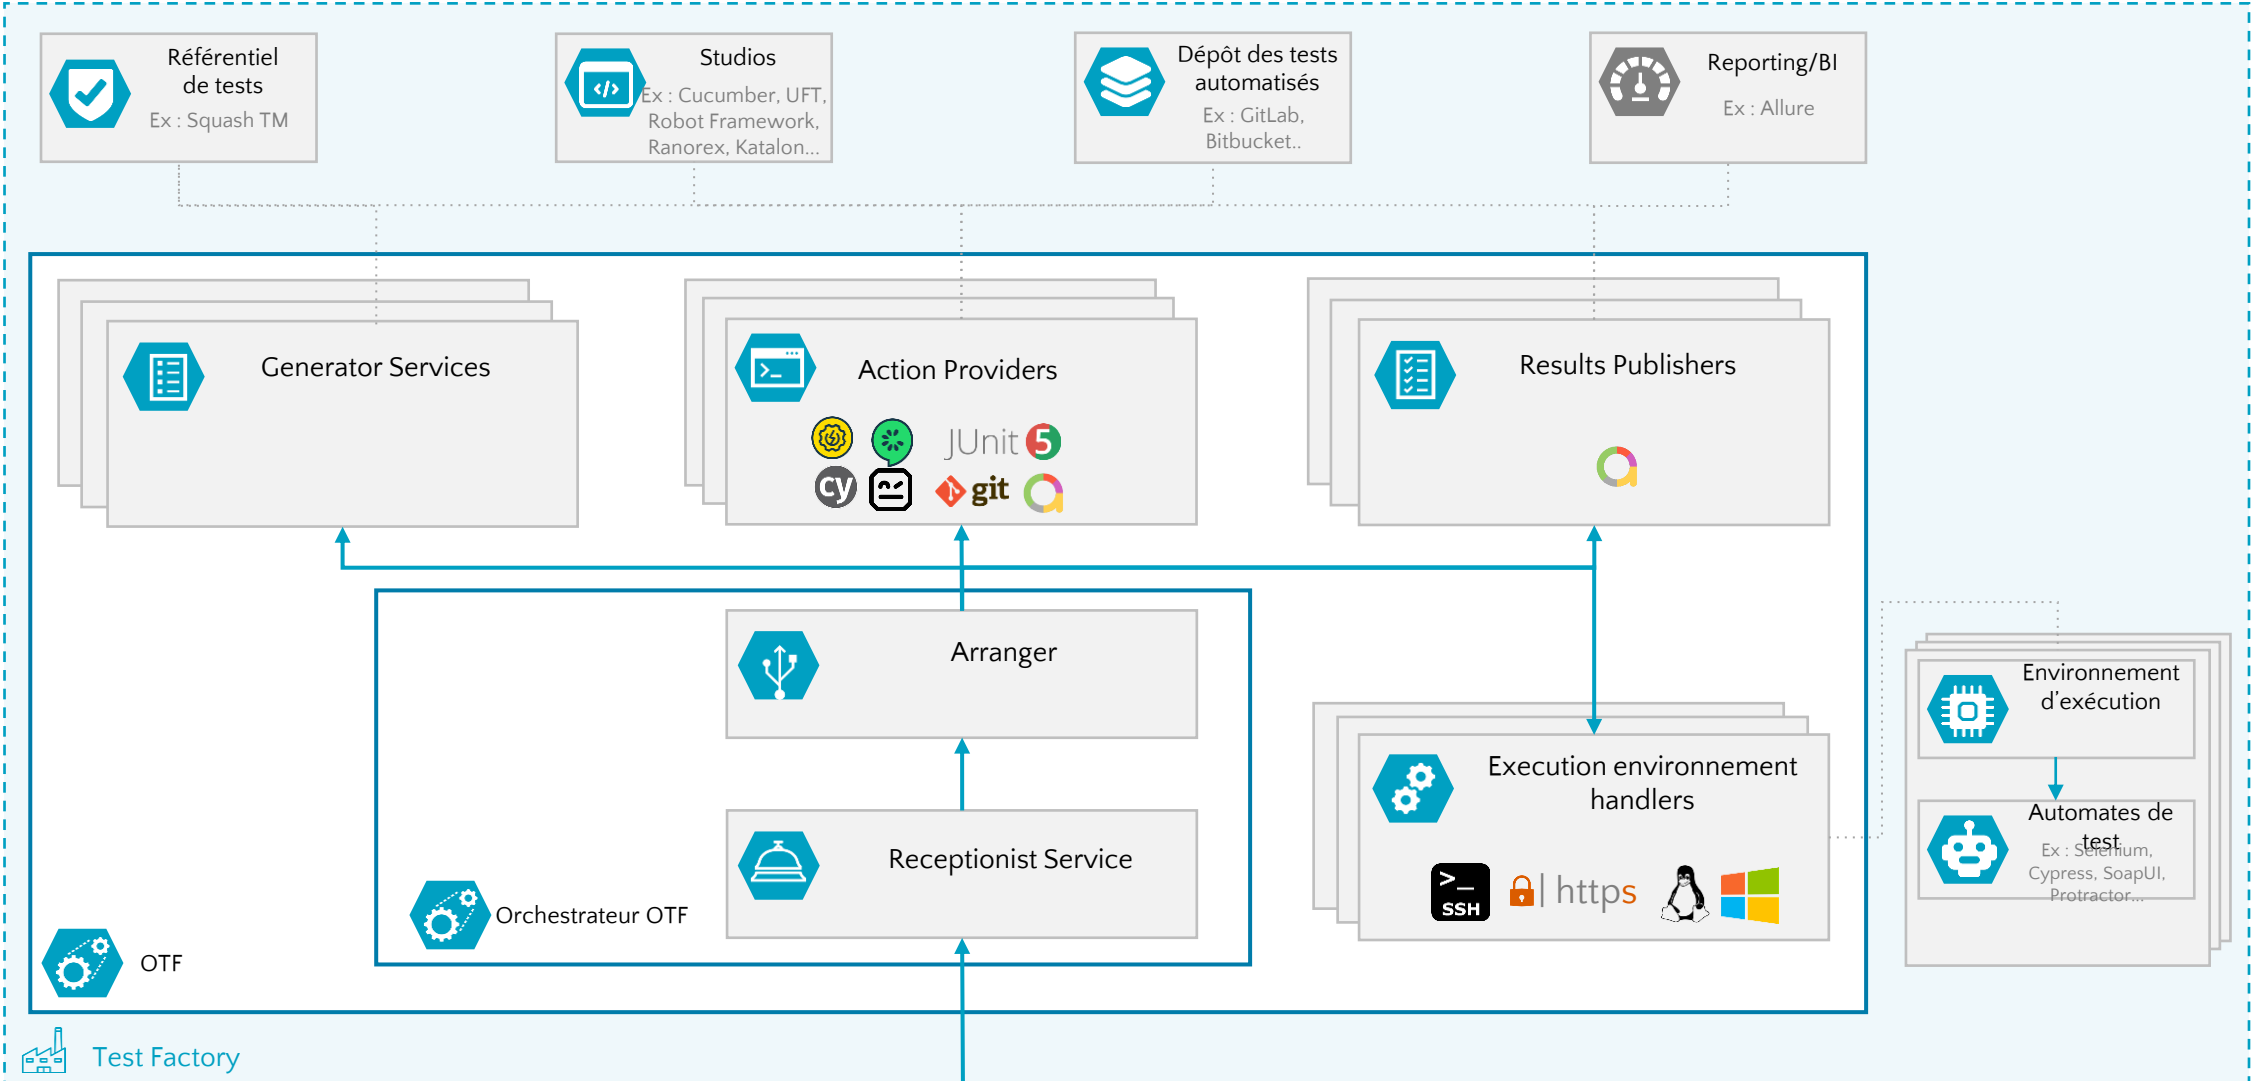 Référentiel
de tests
Ex : Squash TM
Studios
Ex : Cucumber, UFT,
Robot Framework,
Ranorex, Katalon...
Dépôt des tests
automatisés
Ex : GitLab,
Bitbucket..
Reporting/BI
Ex : Allure
Generator Services
Action Providers
JUnit 5
cy
git
Results Publishers
Arranger
Receptionist Service
Orchestrateur OTF
OTF
Execution environnement
handlers
>_
SSH
https
Environnement
d'exécution
Automates de
test
Ex : Selenium,
Cypress, SoapUI,
Protractor...
Test Factory